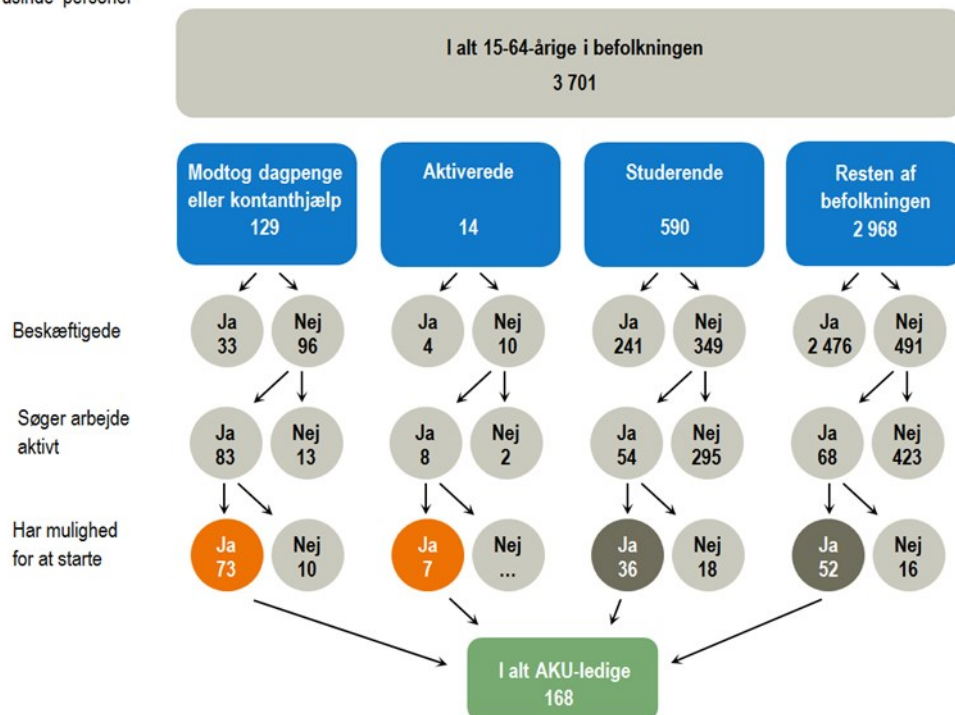 personer
I alt 15-64-årige i befolkningen
3 701
Modtog dagpenge
eller kontanthjælp
129
Aktiverede
14
Studerende
590
Resten af
befolkningen
2 968
Beskæftigede
Ja
33
Nej
96
Ja
4
Nej
10
Ja
241
Nej
349
Ja
2 476
Nej
491
Søger arbejde
aktivt
Ja
83
Nej
13
Ja
8
Nej
2
Ja
54
Nej
295
Ja
68
Nej
423
Har mulighed
for at starte
Ja
73
Nej
10
Ja
7
Nej
...
Ja
36
Nej
18
Ja
52
Nej
16
I alt AKU-ledige
168